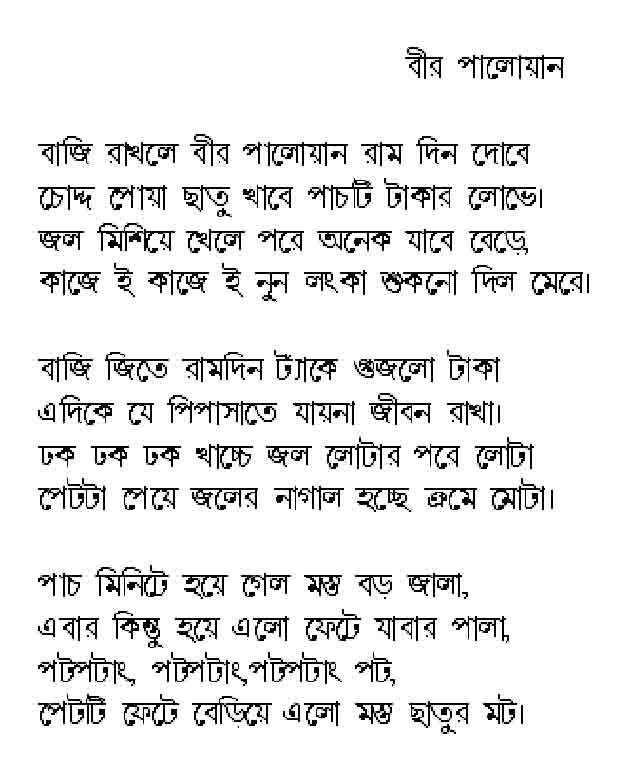 বীর পালোয়ান
বাজি রাখলে বীর পালোয়ান রাম দিন দোবে
চোদ্দ পোয়া ছাতু খাবে পাচটি টাকার লোভে।
জল মিশিয়ে খেলে পরে অনেক যাবে বেড়ে,
কাজে ই কাজে ই নুন লংকা শুকনো দিল মেরে।
বাজি জিতে রামদিন ট্যাঁকে গুজলো টাকা
এদিকে যে পিপাসাতে যায়না জীবন রাখা।
ঢক ঢক ঢক খাচ্চে জল লোটার পরে লোটা
পেটটা পেয়ে জলের নাগাল হচ্ছে ক্রমে মোটা।
পাচ মিনিটে হয়ে গেল মস্ত বড় জালা,
এবার কিন্তু হয়ে এলো ফেটে যাবার পালা,
পটপটাং, পটপটাং,পটপটাং পট,
পেটটি ফেটে বেড়িয়ে এলো মস্ত ছাতুর মট।